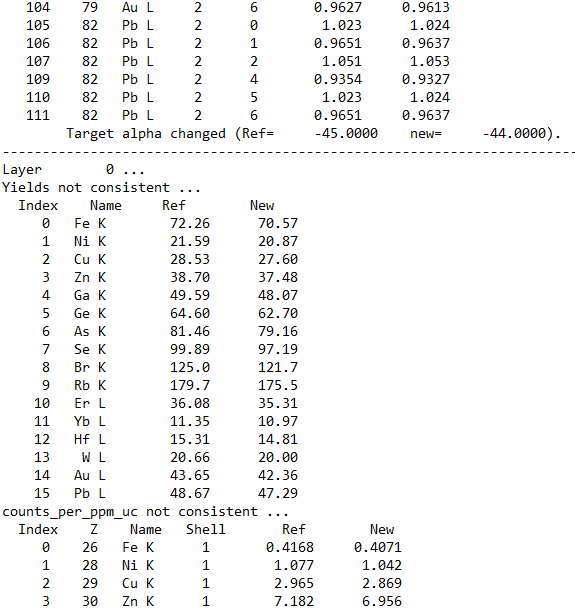 104 79 Au L 2 6 0.9627 0.9613
105 82 Pb L 2 0 1.023 1.024
106 82 Pb L 2 1 0.9651 0.9637
107 82 Pb L 2 2 1.051 1.053
109 82 Pb L 2 4 0.9354 0.9327
110 82 Pb L 2 5 1.023 1.024
111 82 Pb L 2 6 0.9651 0.9637
Target alpha changed (Ref= -45.0000 new= -44.0000).
------------------------------------------------------------------------
Layer 0 ...
Yields not consistent ...
Index Name Ref New
0 Fe K 72.26 70.57
1 Ni K 21.59 20.87
2 Cu K 28.53 27.60
3 Zn K 38.70 37.48
4 Ga K 49.59 48.07
5 Ge K 64.60 62.70
6 As K 81.46 79.16
7 Se K 99.89 97.19
8 Br K 125.0 121.7
9 Rb K 179.7 175.5
10 Er L 36.08 35.31
11 Yb L 11.35 10.97
12 Hf L 15.31 14.81
13 W L 20.66 20.00
14 Au L 43.65 42.36
15 Pb L 48.67 47.29
counts_per_ppm_uc not consistent ...
Index Z Name Shell Ref New
0 26 Fe K 1 0.4168 0.4071
1 28 Ni K 1 1.077 1.042
2 29 Cu K 1 2.965 2.869
3 30 Zn K 1 7.182 6.956